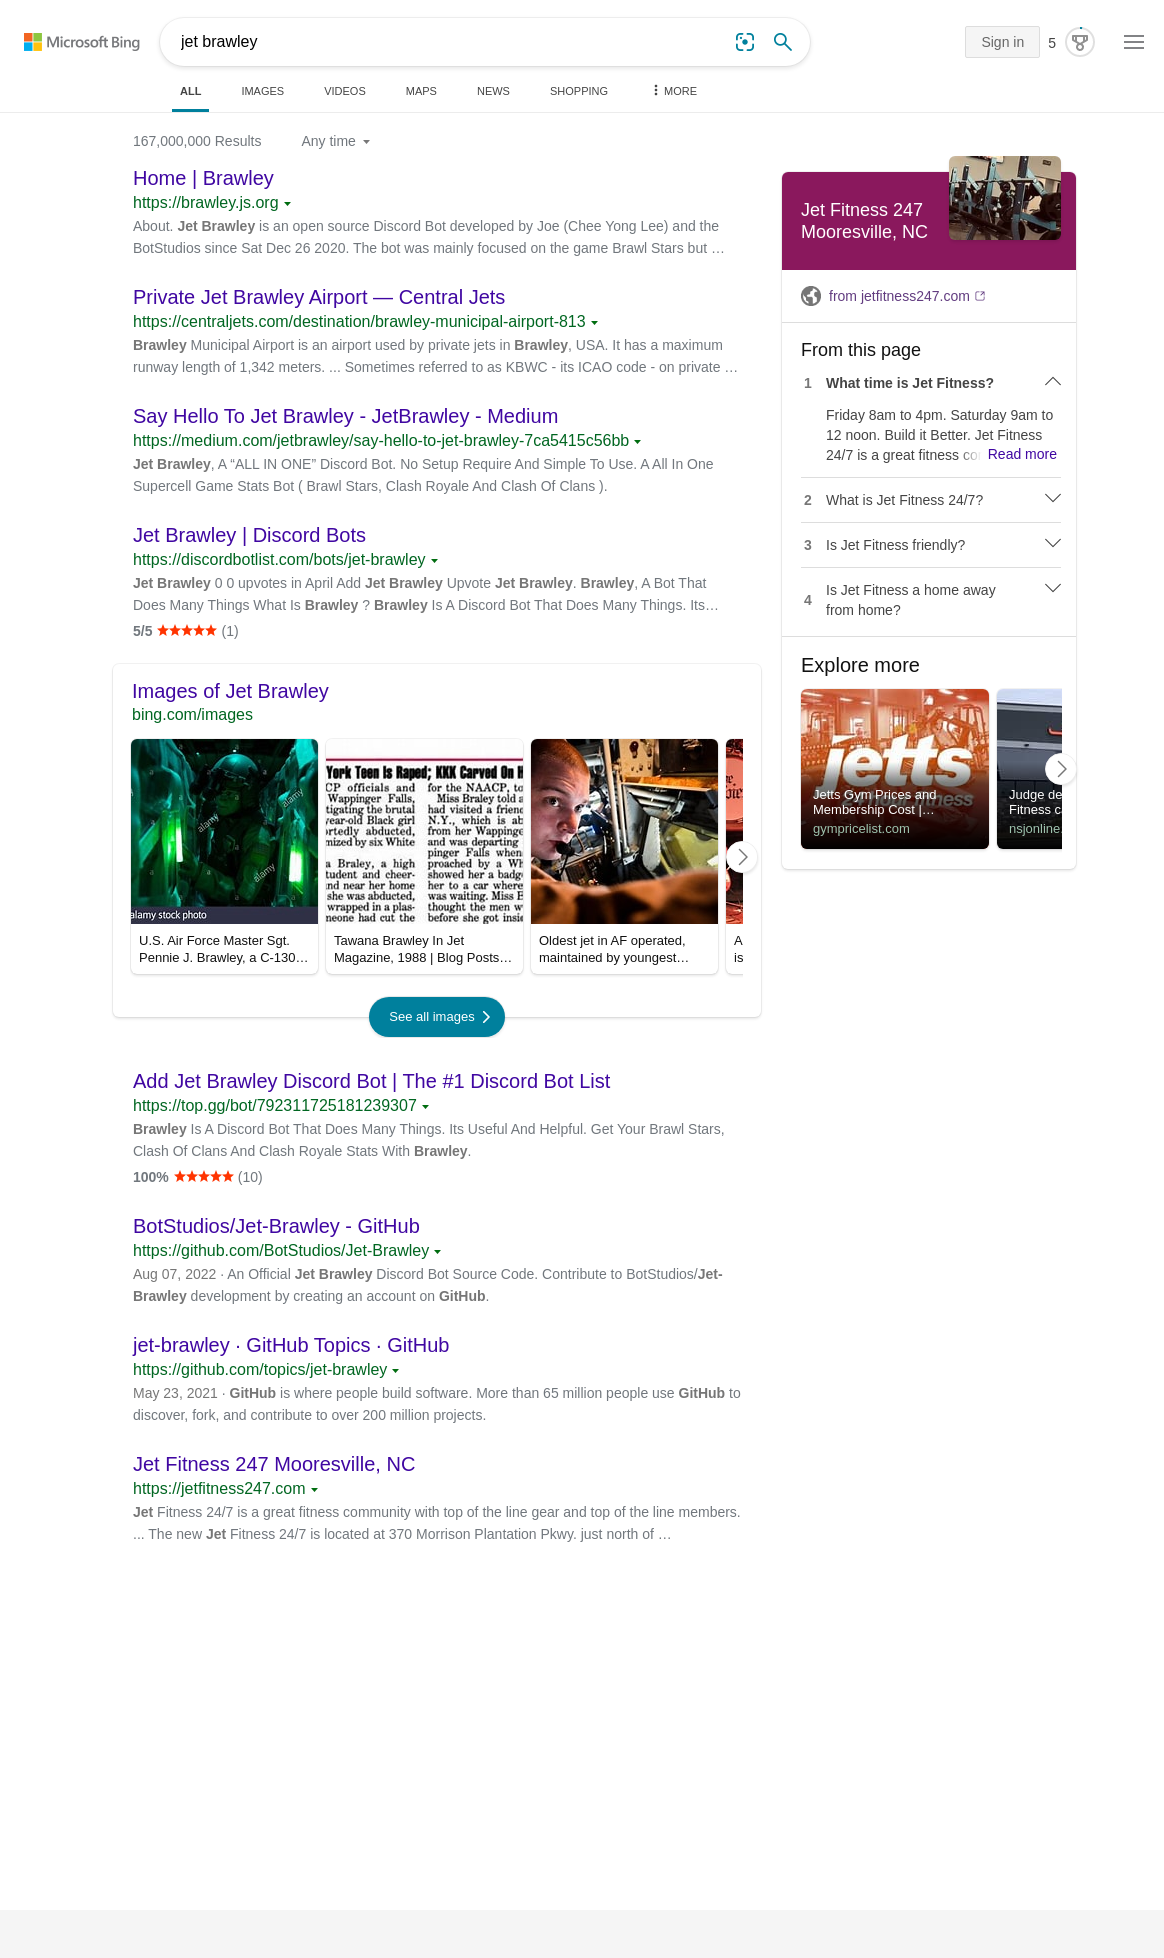 Microsoft Bing
jet brawley
Sign in
5
ALL
IMAGES
VIDEOS
MAPS
NEWS
SHOPPING
MORE
167,000,000 Results
Any time
Home | Brawley
https://brawley.js.org
About. Jet Brawley is an open source Discord Bot developed by Joe (Chee Yong Lee) and the
BotStudios since Sat Dec 26 2020. The bot was mainly focused on the game Brawl Stars but …
Private Jet Brawley Airport — Central Jets
https://centraljets.com/destination/brawley-municipal-airport-813
Brawley Municipal Airport is an airport used by private jets in Brawley, USA. It has a maximum
runway length of 1,342 meters. ... Sometimes referred to as KBWC - its ICAO code - on private …
Say Hello To Jet Brawley - JetBrawley - Medium
https://medium.com/jetbrawley/say-hello-to-jet-brawley-7ca5415c56bb
Jet Brawley, A “ALL IN ONE” Discord Bot. No Setup Require And Simple To Use. A All In One
Supercell Game Stats Bot ( Brawl Stars, Clash Royale And Clash Of Clans ).
Jet Brawley | Discord Bots
https://discordbotlist.com/bots/jet-brawley
Jet Brawley 0 0 upvotes in April Add Jet Brawley Upvote Jet Brawley. Brawley, A Bot That
Does Many Things What Is Brawley ? Brawley Is A Discord Bot That Does Many Things. Its…
5/5 ★★★★★ (1)
Images of Jet Brawley
bing.com/images
a
a
a
alamy
alamy
alamy
a
a
a
alamy stock photo
U.S. Air Force Master Sgt.
Pennie J. Brawley, a C-130…
York Teen Is Raped; KKK Carved On H
CP officials and
Wappinger Falls,
tigating the brutal
year-old Black girl
ortedly abducted,
mized by six White
a Braley, a high
tudent and cheer-
nd near her home
she was abducted,
wrapped in a plas-
meone had cut the
for the NAACP, to
Miss Braley told a
had visited a friend
N.Y., which is ab
from her Wappinger
and was departing
pinger Falls when
proached by a Wh
showed her a badge
her to a car where
was waiting. Miss B
thought the men w
before she got insid
Tawana Brawley In Jet
Magazine, 1988 | Blog Posts…
Oldest jet in AF operated,
maintained by youngest…
A
is
See all images
Add Jet Brawley Discord Bot | The #1 Discord Bot List
https://top.gg/bot/792311725181239307
Brawley Is A Discord Bot That Does Many Things. Its Useful And Helpful. Get Your Brawl Stars,
Clash Of Clans And Clash Royale Stats With Brawley.
100% ★★★★★ (10)
BotStudios/Jet-Brawley - GitHub
https://github.com/BotStudios/Jet-Brawley
Aug 07, 2022 · An Official Jet Brawley Discord Bot Source Code. Contribute to BotStudios/Jet-
Brawley development by creating an account on GitHub.
jet-brawley · GitHub Topics · GitHub
https://github.com/topics/jet-brawley
May 23, 2021 · GitHub is where people build software. More than 65 million people use GitHub to
discover, fork, and contribute to over 200 million projects.
Jet Fitness 247 Mooresville, NC
https://jetfitness247.com
Jet Fitness 24/7 is a great fitness community with top of the line gear and top of the line members.
... The new Jet Fitness 24/7 is located at 370 Morrison Plantation Pkwy. just north of …
Jet Fitness 247
Mooresville, NC
from jetfitness247.com
From this page
1 What time is Jet Fitness?
Friday 8am to 4pm. Saturday 9am to
12 noon. Build it Better. Jet Fitness
24/7 is a great fitness co Read more
2 What is Jet Fitness 24/7?
3 Is Jet Fitness friendly?
4 Is Jet Fitness a home away
from home?
Explore more
jetts
24 hour fitness
Jetts Gym Prices and
Membership Cost |…
gympricelist.com
Judge de
Fitness c
nsjonline.